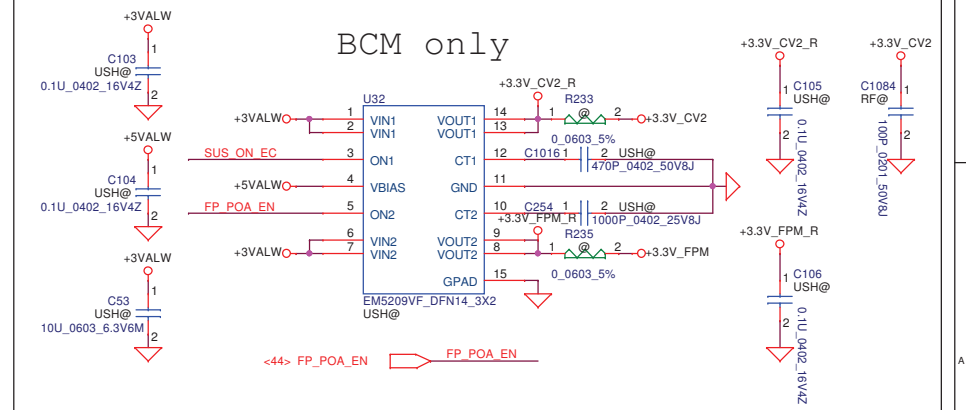 BCM only
+3VALW
1
C103
USH@
0.1U_0402_16V4Z
2
+5VALW
1
C104
USH@
0.1U_0402_16V4Z
2
+3VALW
1
C53
USH@
10U_0603_6.3V6M
2
U32
+3VALW
1 VIN1
2 VIN1
SUS_ON_EC 3 ON1
+5VALW 4 VBIAS
FP_POA_EN 5 ON2
+3VALW
6 VIN2
7 VIN2
VOUT1 14
VOUT1 13
CT1 12
GND 11
CT2 10
VOUT2 9
VOUT2 8
GPAD 15
EM5209VF_DFN14_3X2
USH@
+3.3V_CV2_R
R233
1 @ 2 +3.3V_CV2
0_0603_5%
C1016 1 2 USH@
470P_0402_50V8J
C254 1 2 USH@
1000P_0402_25V8J
+3.3V_FPM_R
R235
1 @ 2 +3.3V_FPM
0_0603_5%
<44> FP_POA_EN FP_POA_EN
+3.3V_CV2_R
1
C105
USH@
2
0.1U_0402_16V4Z
+3.3V_CV2
C1084
RF@
1
2
100P_0201_50V8J
+3.3V_FPM_R
1
C106
USH@
2
0.1U_0402_16V4Z
A